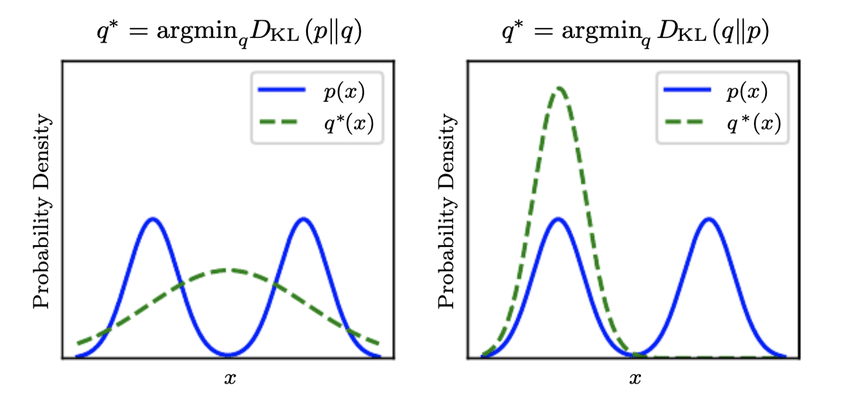 q* = argmin_q D_KL (p‖q)
p(x)
q*(x)
Probability Density
x
q* = argmin_q D_KL (q‖p)
p(x)
q*(x)
Probability Density
x